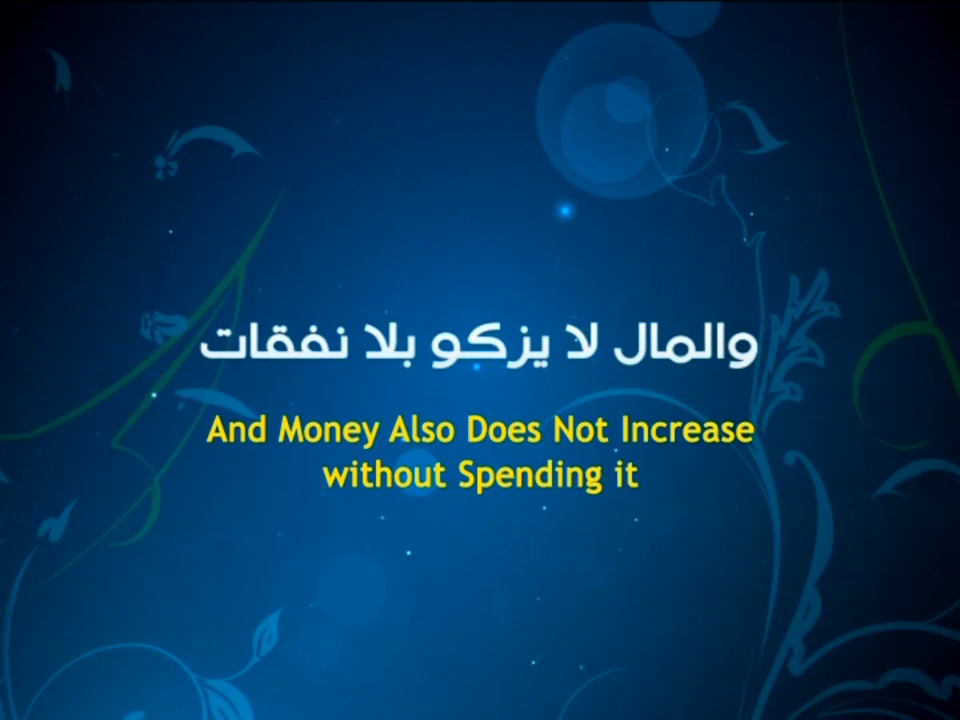 والمال لا يزكو بلا نفقات
And Money Also Does Not Increase
without Spending it